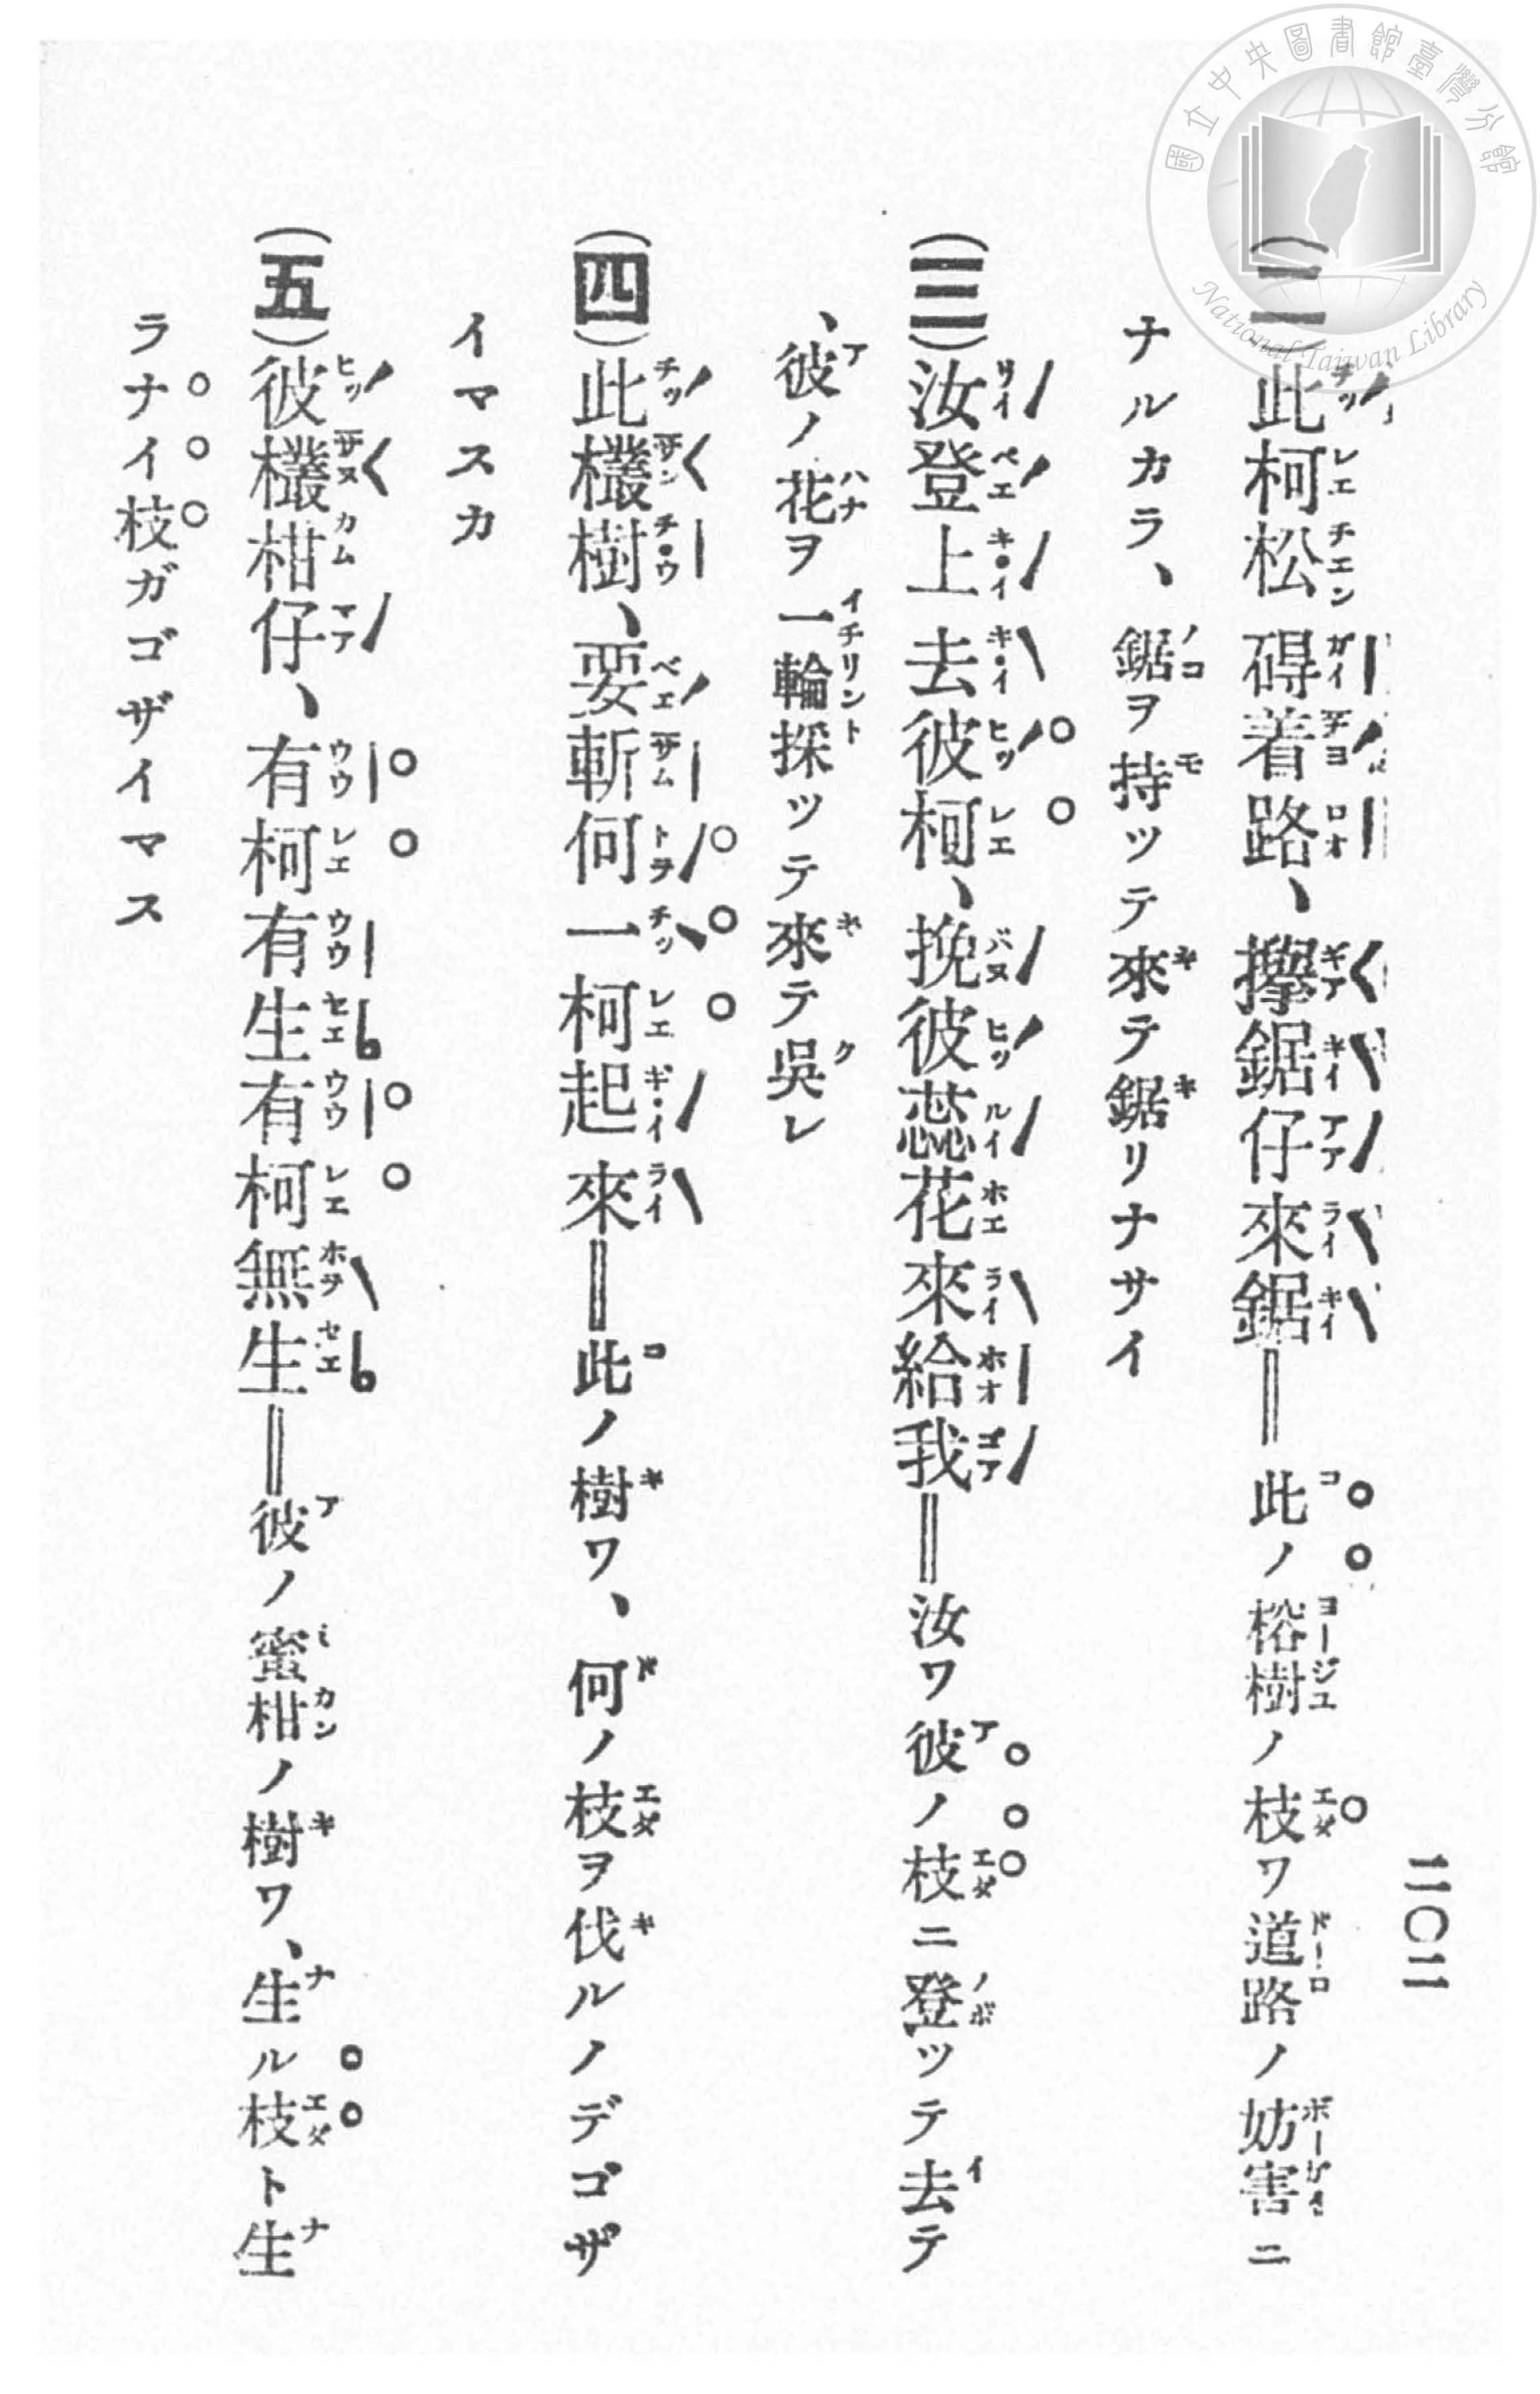 二〇二
(二)此柯松碍着路、攑鋸仔來鋸＝此ノ榕樹ノ枝ワ道路ノ妨害ニ
ナルカラ、鋸ヲ持ッテ來テ鋸リナサイ
(三)汝登上去彼柯、挽彼蕊花來給我＝汝ワ彼ノ枝ニ登ッテ去テ
、彼ノ花ヲ一輪採ッテ來テ吳レ
(四)此欉樹、要斬何一柯起來＝此ノ樹ワ、何ノ枝ヲ伐ルノデゴザ
イマスカ
(五)彼欉柑仔、有柯有生有柯無生＝彼ノ蜜柑ノ樹ワ、生ル枝ト生
ラナイ枝ガゴザイマス
國立中央圖書館臺灣分館
National Taiwan Library